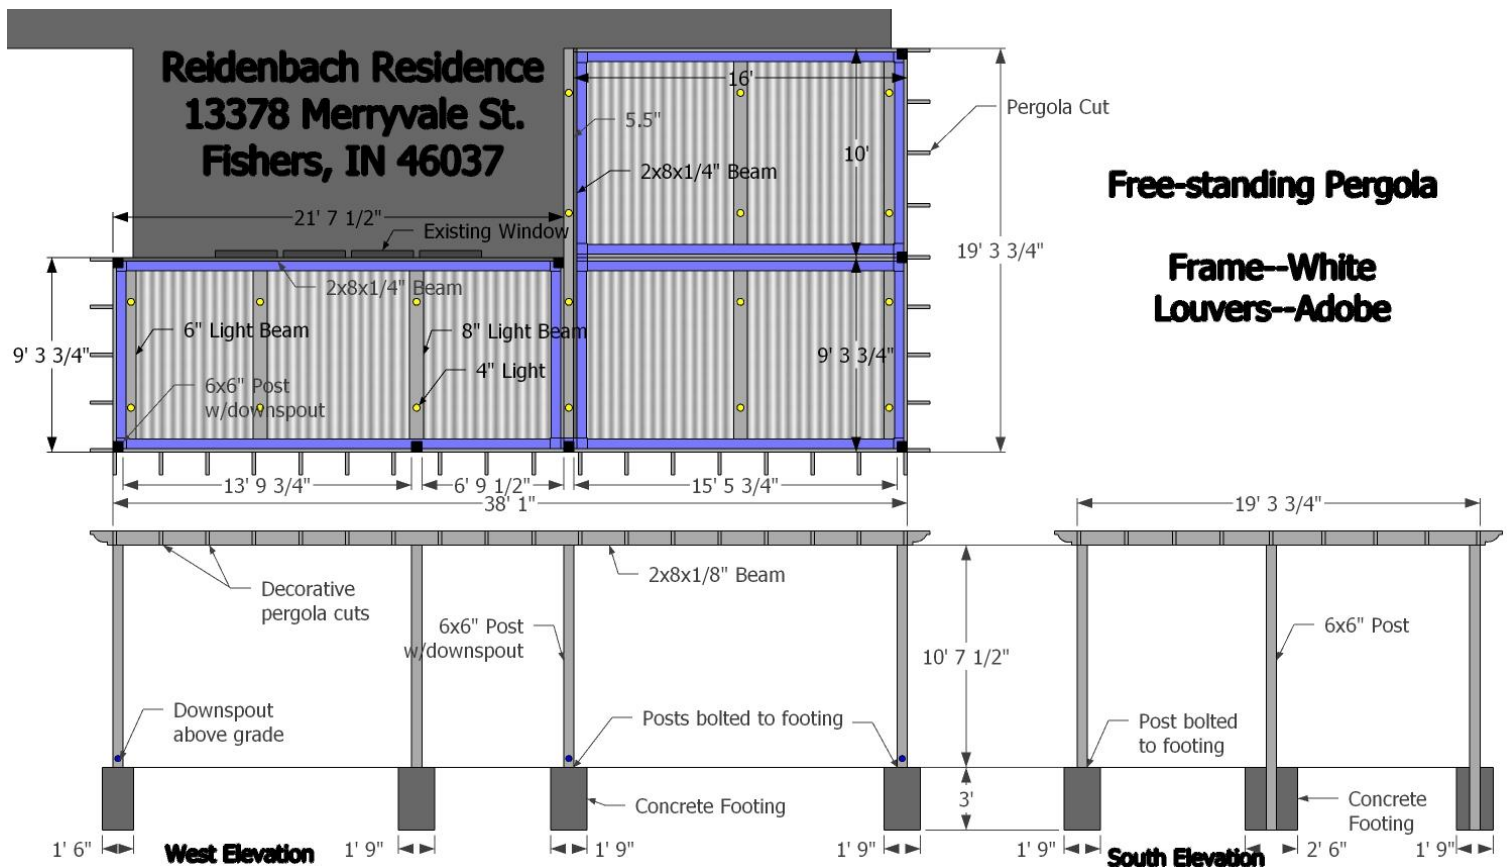 Reidenbach Residence
13378 Merryvale St.
Fishers, IN 46037
16'
5.5"
2x8x1/4" Beam
10'
Pergola Cut
19' 3 3/4"
Free-standing Pergola
Frame--White
Louvers--Adobe
21' 7 1/2"
Existing Window
2x8x1/4" Beam
6" Light Beam
8" Light Beam
4" Light
9' 3 3/4"
9' 3 3/4"
6x6" Post
w/downspout
13' 9 3/4"
6' 9 1/2"
15' 5 3/4"
38' 1"
19' 3 3/4"
Decorative
pergola cuts
2x8x1/8" Beam
6x6" Post
w/downspout
10' 7 1/2"
6x6" Post
Downspout
above grade
Posts bolted to footing
Post bolted
to footing
Concrete Footing
3'
Concrete
Footing
1' 6"
West Elevation
1' 9"
1' 9"
1' 9"
1' 9"
South Elevation
2' 6"
1' 9"